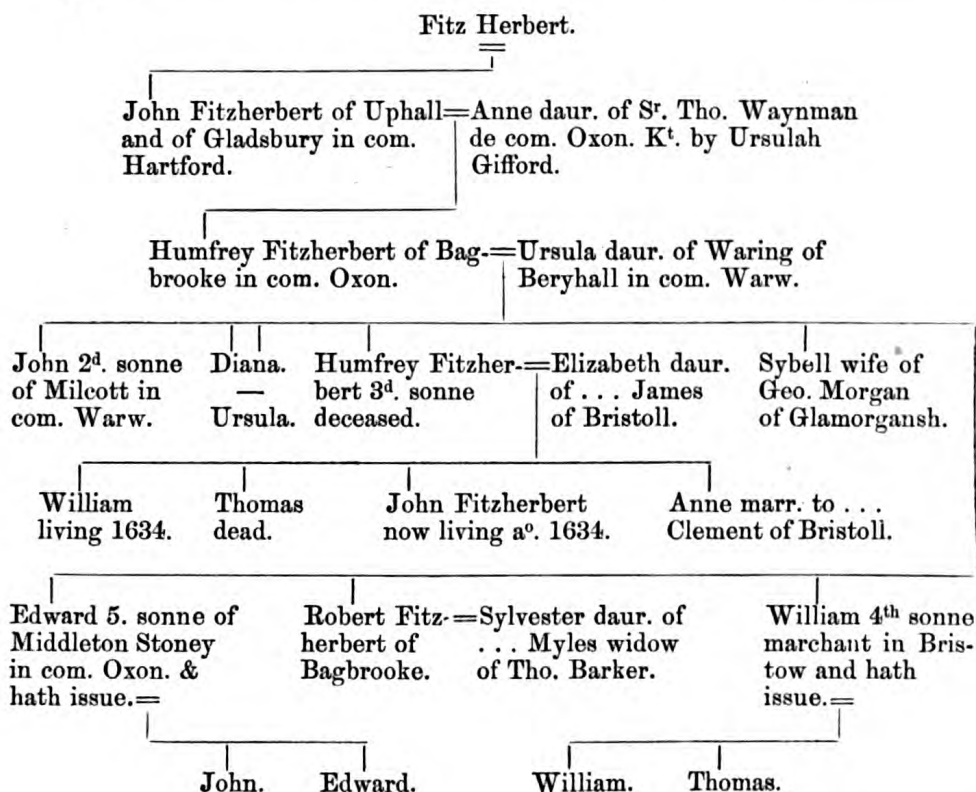 Fitz Herbert.
John Fitzherbert of Uphall=Anne daur. of Sʳ. Tho. Waynman
and of Gladsbury in com. de com. Oxon. Kᵗ. by Ursulah
Hartford. Gifford.
Humfrey Fitzherbert of Bag-=Ursula daur. of Waring of
brooke in com. Oxon. Beryhall in com. Warw.
John 2ᵈ. sonne Diana. Humfrey Fitzher-=Elizabeth daur. Sybell wife of
of Milcott in — bert 3ᵈ. sonne of ... James Geo. Morgan
com. Warw. Ursula. deceased. of Bristoll. of Glamorgansh.
William Thomas John Fitzherbert Anne marr. to ...
living 1634. dead. now living aᵒ. 1634. Clement of Bristoll.
Edward 5. sonne of Robert Fitz-=Sylvester daur. of William 4ᵗʰ sonne
Middleton Stoney herbert of ... Myles widow marchant in Bris-
in com. Oxon. & Bagbrooke. of Tho. Barker. tow and hath
hath issue.= issue.=
John. Edward. William. Thomas.